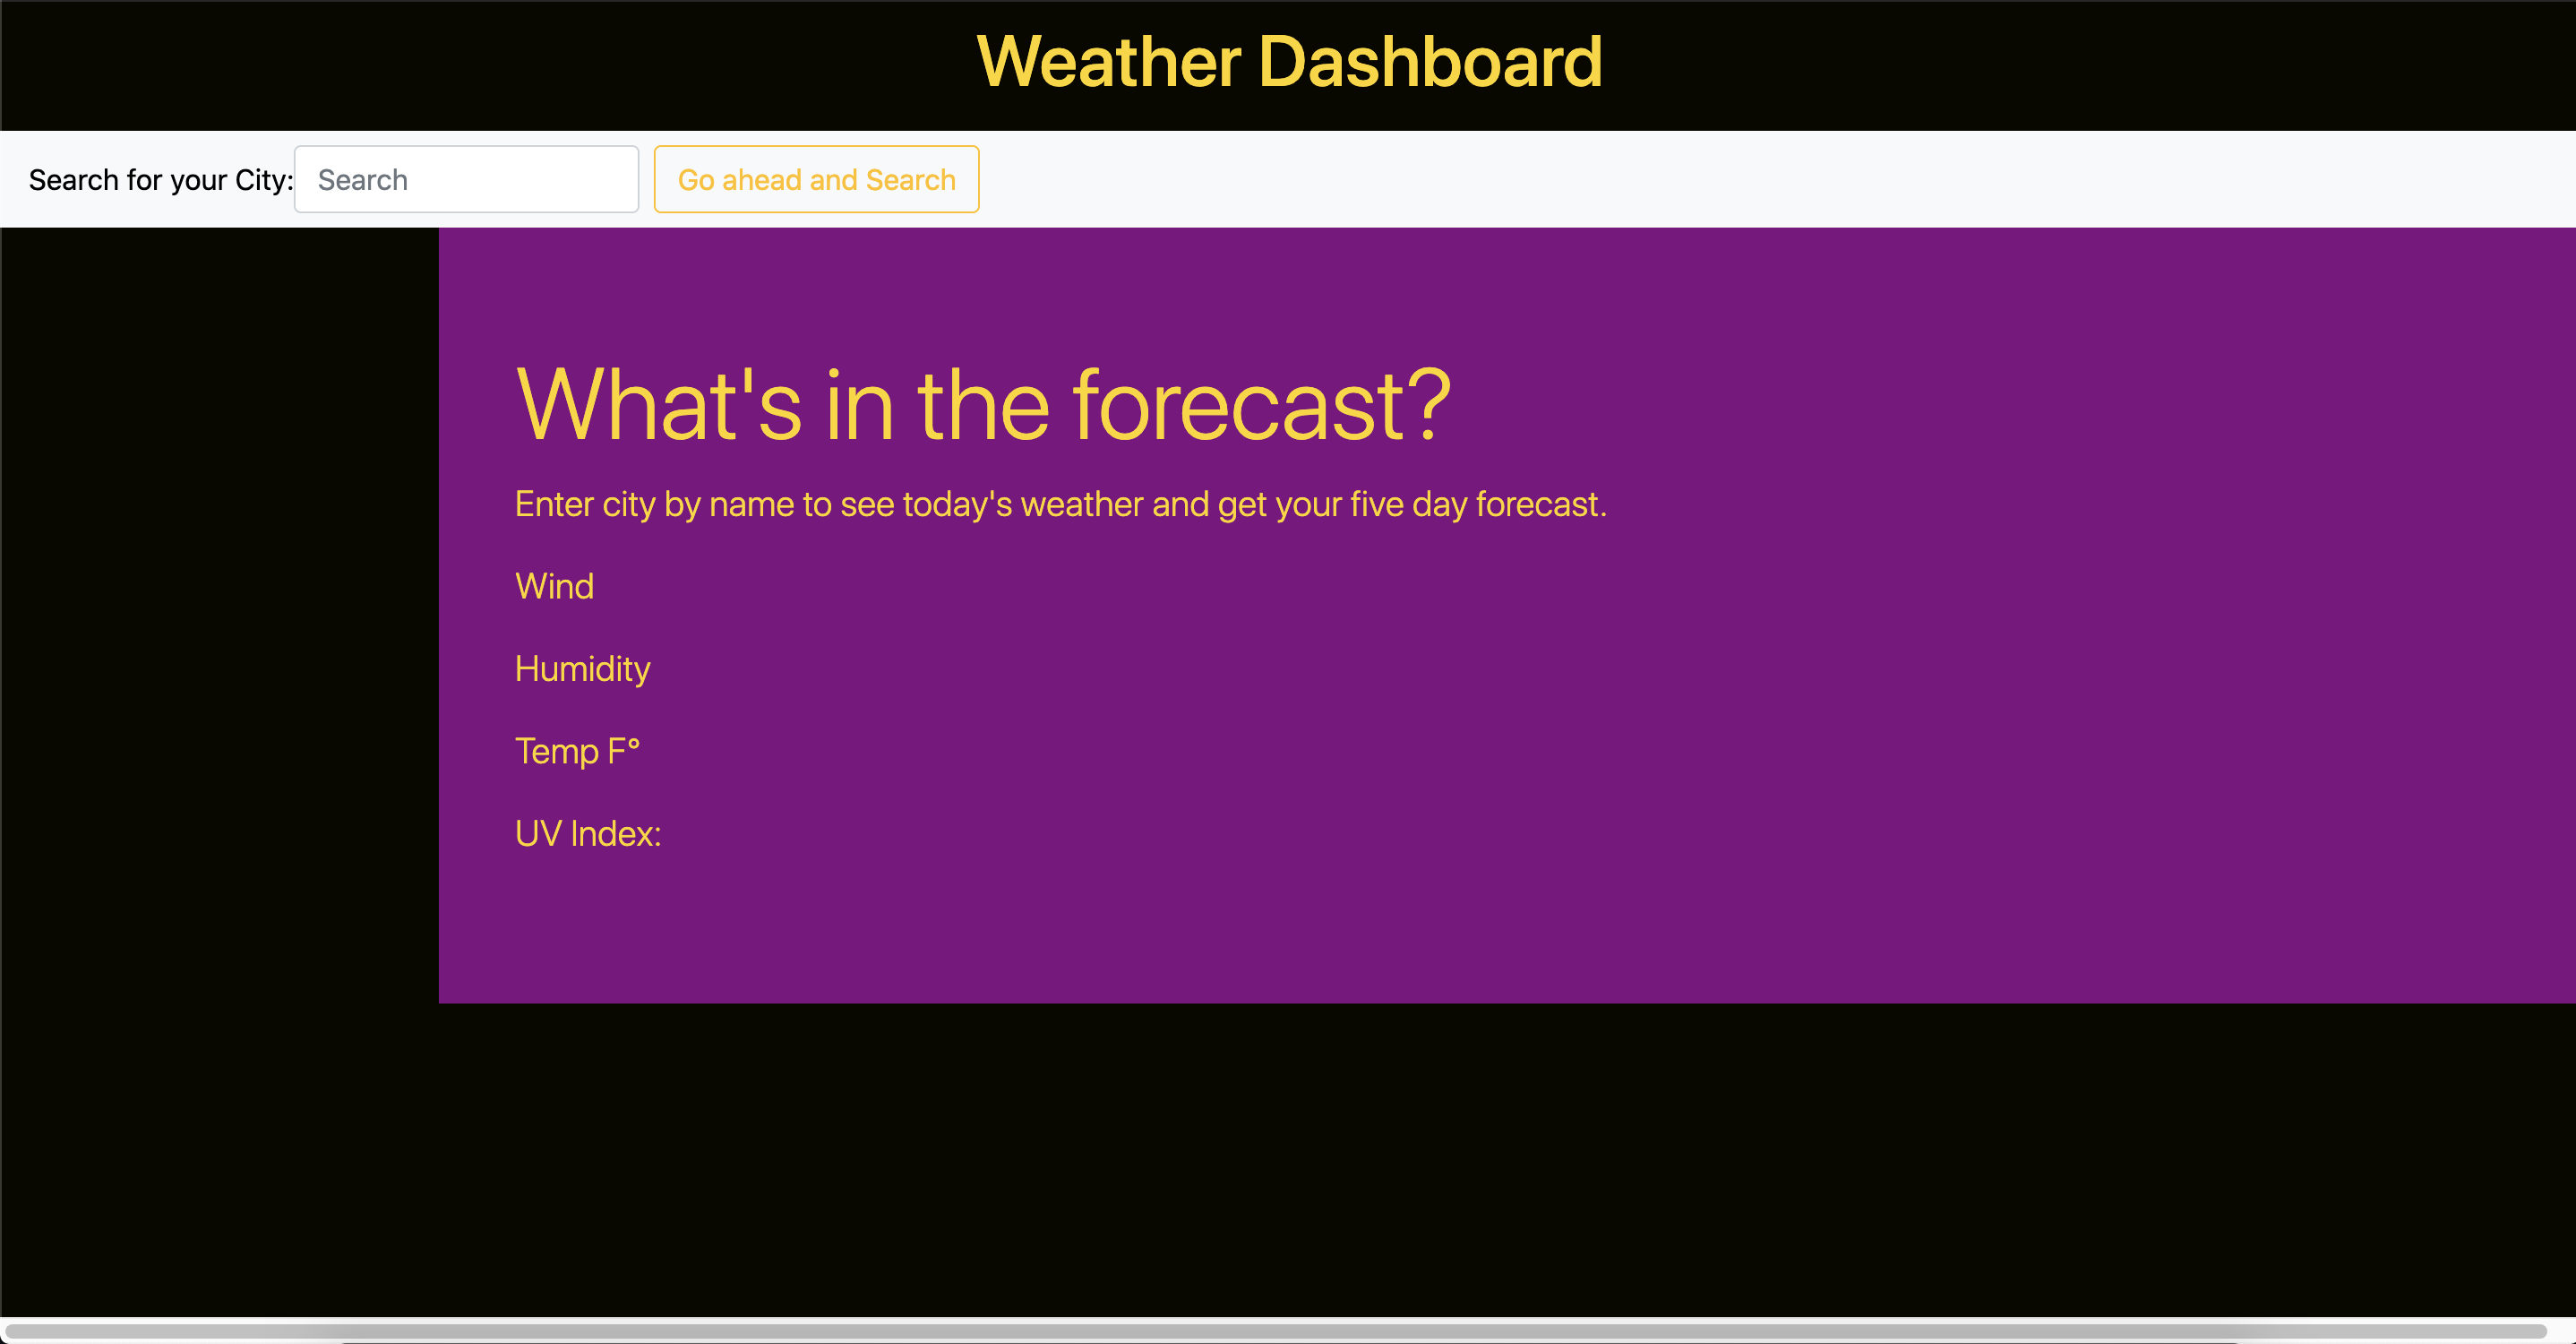 Weather Dashboard
Search for your City: Search Go ahead and Search
What's in the forecast?
Enter city by name to see today's weather and get your five day forecast.
Wind
Humidity
Temp F°
UV Index: